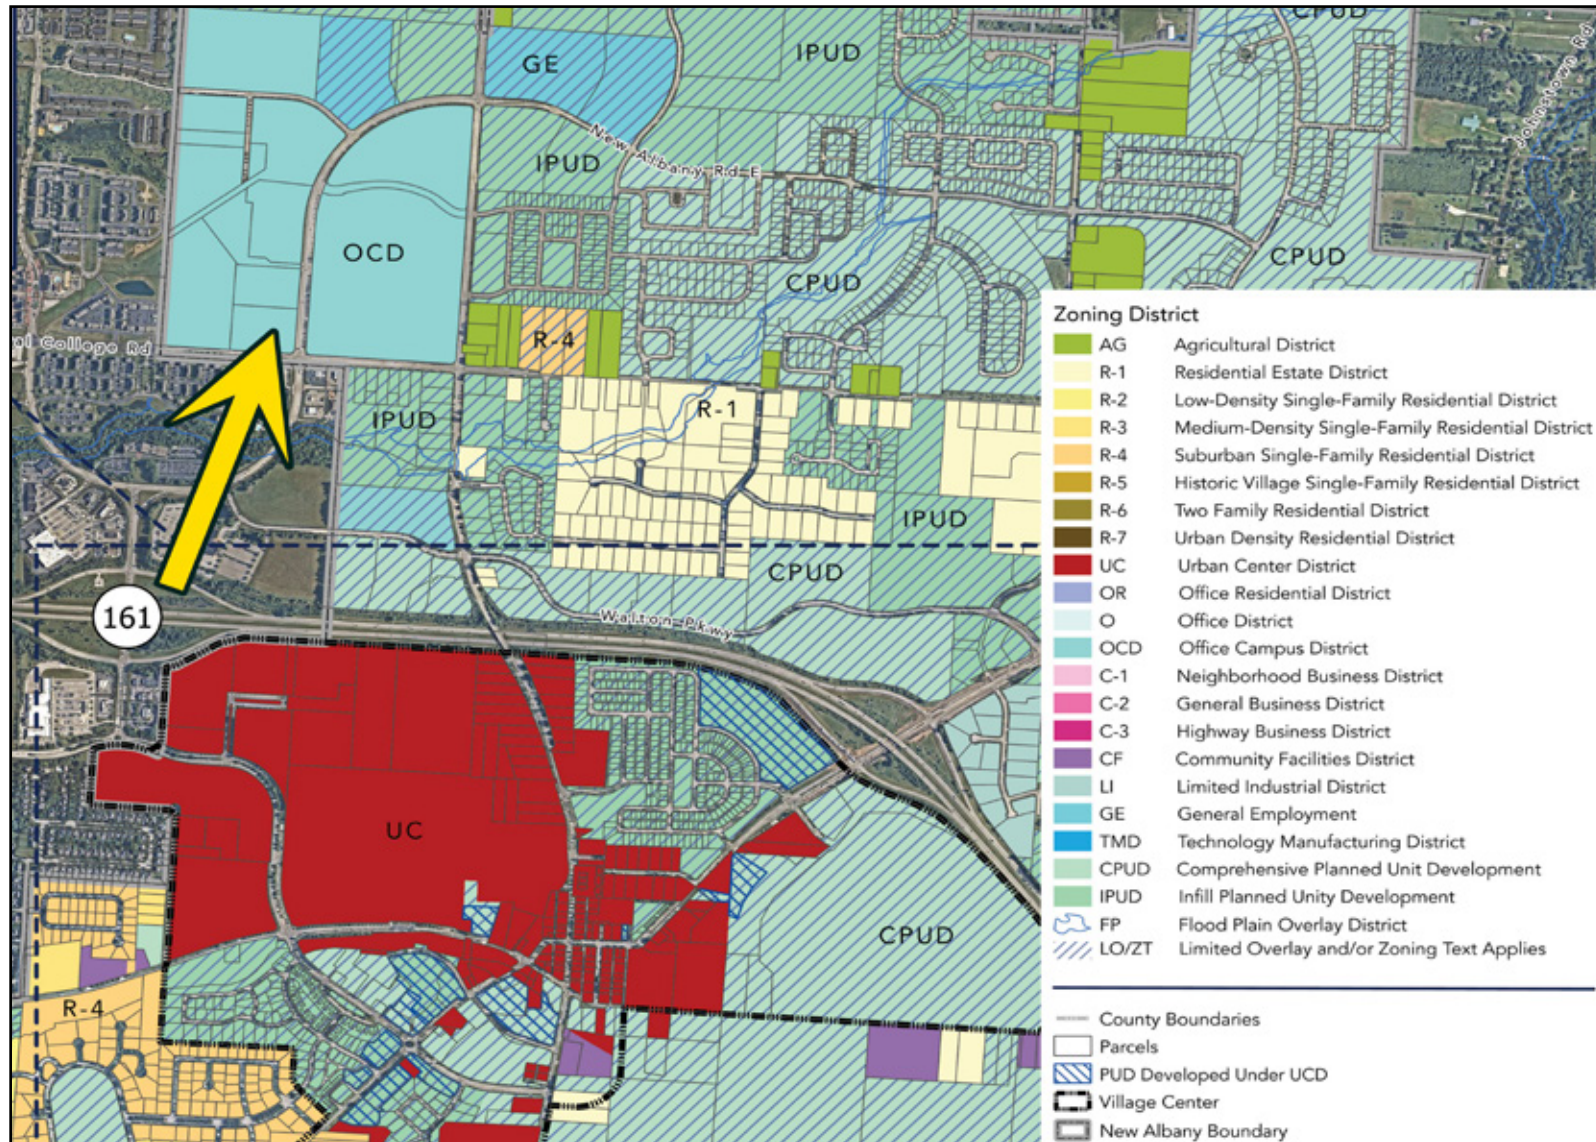 CPUD
IPUD
GE
Johnstown Rd
New Albany Rd E
IPUD
OCD
CPUD
CPUD
College Rd
R-4
R-1
IPUD
IPUD
CPUD
161
Walton Pkwy
UC
CPUD
R-4
Zoning District
AG Agricultural District
R-1 Residential Estate District
R-2 Low-Density Single-Family Residential District
R-3 Medium-Density Single-Family Residential District
R-4 Suburban Single-Family Residential District
R-5 Historic Village Single-Family Residential District
R-6 Two Family Residential District
R-7 Urban Density Residential District
UC Urban Center District
OR Office Residential District
O Office District
OCD Office Campus District
C-1 Neighborhood Business District
C-2 General Business District
C-3 Highway Business District
CF Community Facilities District
LI Limited Industrial District
GE General Employment
TMD Technology Manufacturing District
CPUD Comprehensive Planned Unit Development
IPUD Infill Planned Unity Development
FP Flood Plain Overlay District
LO/ZT Limited Overlay and/or Zoning Text Applies
County Boundaries
Parcels
PUD Developed Under UCD
Village Center
New Albany Boundary